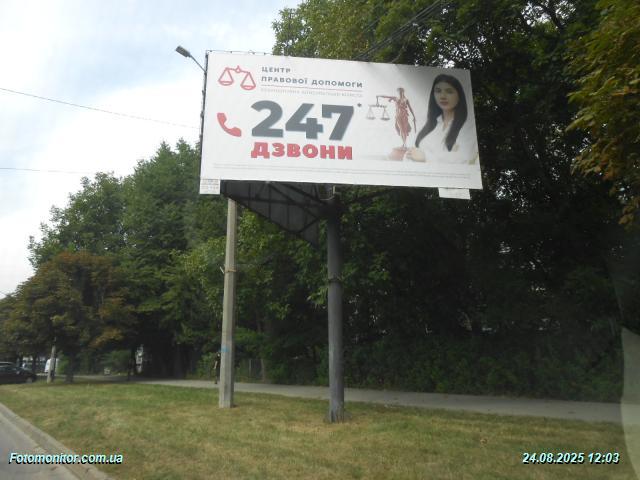 ЦЕНТР
ПРАВОВОЇ ДОПОМОГИ
247*
ДЗВОНИ
Fotomonitor.com.ua
24.08.2025 12:03